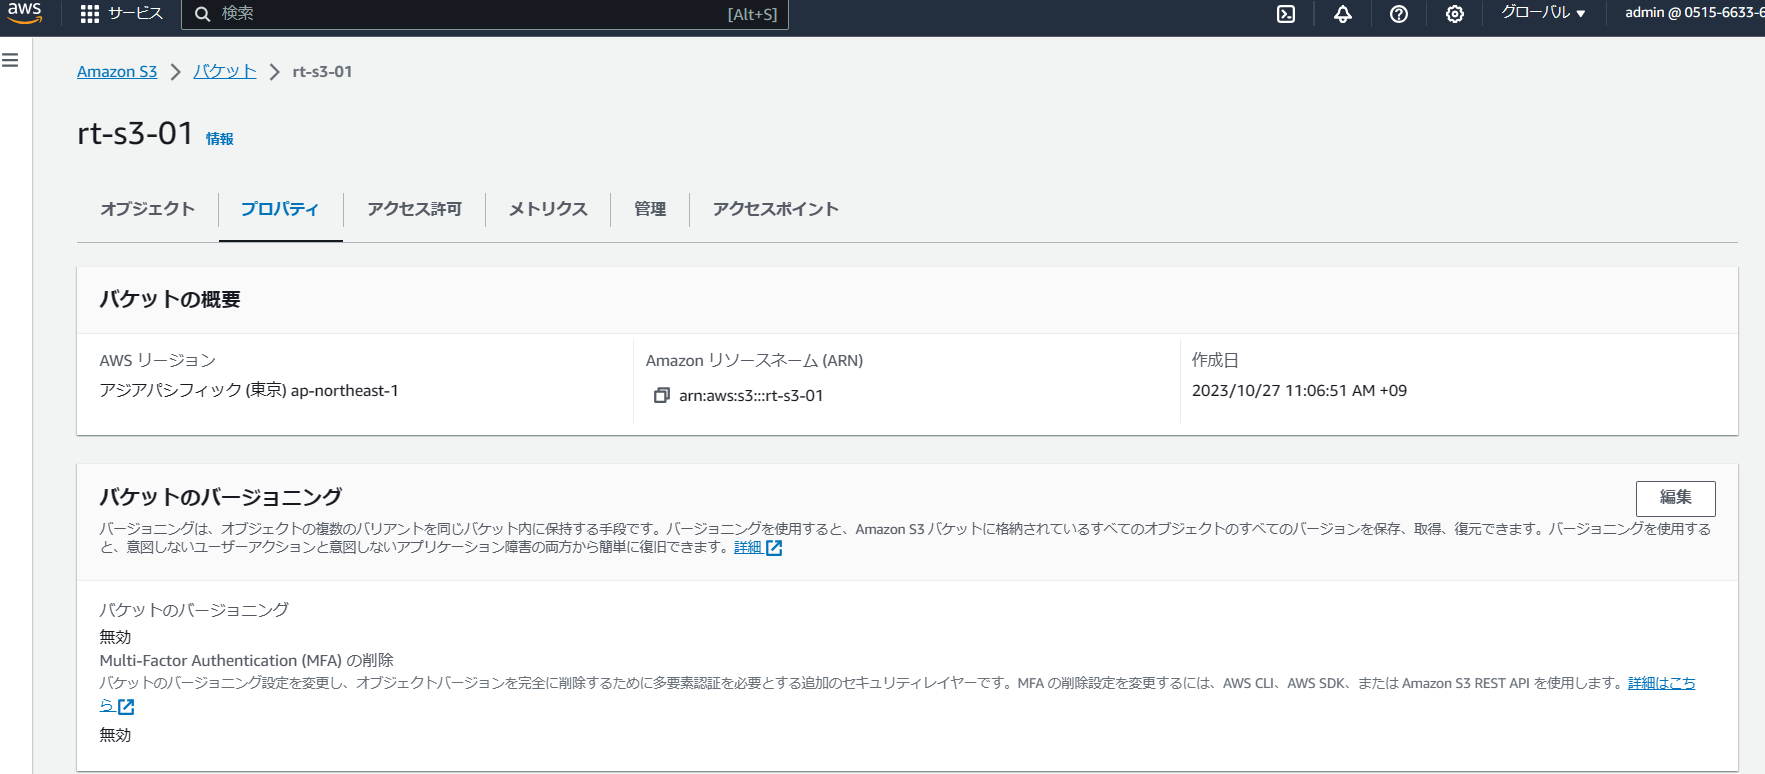 aws サービス 検索 [Alt+S] グローバル ▼ admin @ 0515-6633-6
Amazon S3 > バケット > rt-s3-01
rt-s3-01 情報
オブジェクト プロパティ アクセス許可 メトリクス 管理 アクセスポイント
バケットの概要
AWS リージョン Amazon リソースネーム (ARN) 作成日
アジアパシフィック (東京) ap-northeast-1 arn:aws:s3:::rt-s3-01 2023/10/27 11:06:51 AM +09
バケットのバージョニング 編集
バージョニングは、オブジェクトの複数のバリアントを同じバケット内に保持する手段です。バージョニングを使用すると、Amazon S3 バケットに格納されているすべてのオブジェクトのすべてのバージョンを保存、取得、復元できます。バージョニングを使用する
と、意図しないユーザーアクションと意図しないアプリケーション障害の両方から簡単に復旧できます。詳細
バケットのバージョニング
無効
Multi-Factor Authentication (MFA) の削除
バケットのバージョニング設定を変更し、オブジェクトバージョンを完全に削除するために多要素認証を必要とする追加のセキュリティレイヤーです。MFA の削除設定を変更するには、AWS CLI、AWS SDK、または Amazon S3 REST API を使用します。詳細はこち
ら
無効